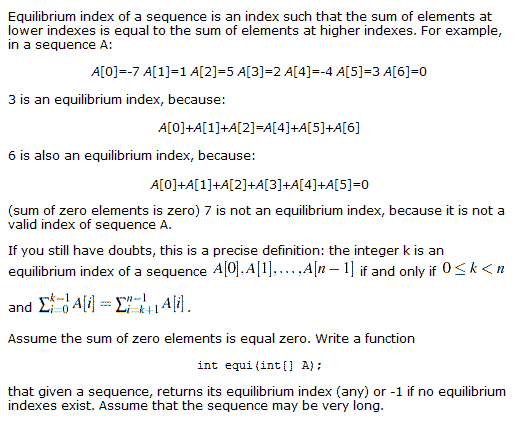 Equilibrium index of a sequence is an index such that the sum of elements at
lower indexes is equal to the sum of elements at higher indexes. For example,
in a sequence A:
A[0]=-7 A[1]=1 A[2]=5 A[3]=2 A[4]=-4 A[5]=3 A[6]=0
3 is an equilibrium index, because:
A[0]+A[1]+A[2]=A[4]+A[5]+A[6]
6 is also an equilibrium index, because:
A[0]+A[1]+A[2]+A[3]+A[4]+A[5]=0
(sum of zero elements is zero) 7 is not an equilibrium index, because it is not a
valid index of sequence A.
If you still have doubts, this is a precise definition: the integer k is an
equilibrium index of a sequence A[0],A[1],...,A[n−1] if and only if 0≤k<n
and ∑_{i=0}^{k−1} A[i] = ∑_{i=k+1}^{n−1} A[i].
Assume the sum of zero elements is equal zero. Write a function
int equi(int[] A);
that given a sequence, returns its equilibrium index (any) or -1 if no equilibrium
indexes exist. Assume that the sequence may be very long.